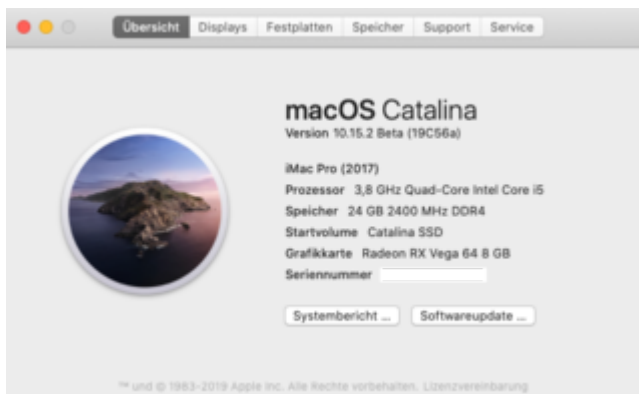 Übersicht Displays Festplatten Speicher Support Service
macOS Catalina
Version 10.15.2 Beta (19C56a)
iMac Pro (2017)
Prozessor 3,8 GHz Quad-Core Intel Core i5
Speicher 24 GB 2400 MHz DDR4
Startvolume Catalina SSD
Grafikkarte Radeon RX Vega 64 8 GB
Seriennummer
Systembericht ... Softwareupdate ...
™ und © 1983-2019 Apple Inc. Alle Rechte vorbehalten. Lizenzvereinbarung